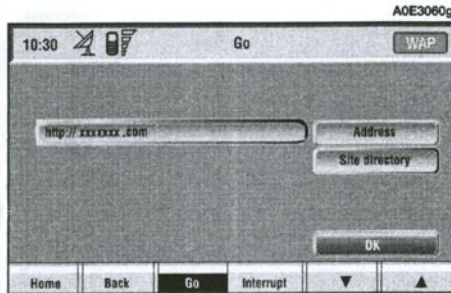 A0E3060g
10:30 Go WAP
http:// xxxxxxx .com
Address
Site directory
OK
Home Back Go Interrupt ▼ ▲